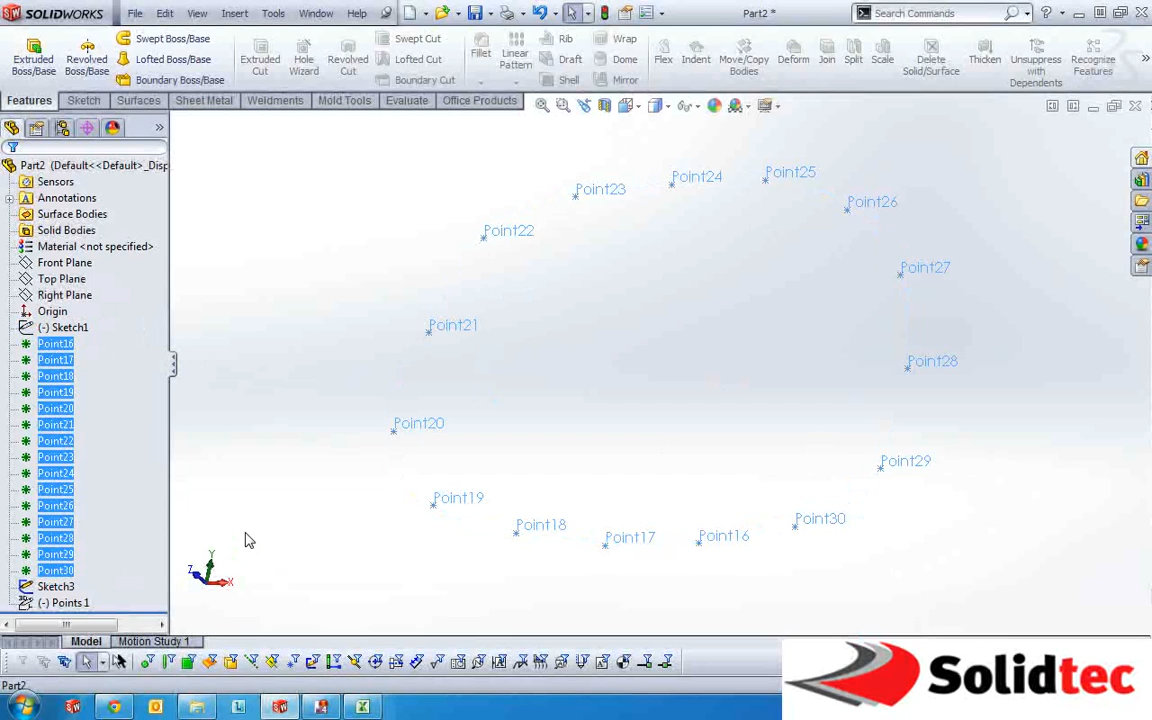 SOLIDWORKS File Edit View Insert Tools Window Help Part2 * Search Commands
Extruded Boss/Base Revolved Boss/Base Swept Boss/Base Lofted Boss/Base Boundary Boss/Base Extruded Cut Hole Wizard Revolved Cut Swept Cut Lofted Cut Boundary Cut Fillet Linear Pattern Rib Draft Shell Wrap Dome Mirror Flex Indent Move/Copy Bodies Deform Join Split Scale Delete Solid/Surface Thicken Unsuppress with Dependents Recognize Features
Features Sketch Surfaces Sheet Metal Weldments Mold Tools Evaluate Office Products
Part2 (Default<<Default>_Disp
Sensors
Annotations
Surface Bodies
Solid Bodies
Material <not specified>
Front Plane
Top Plane
Right Plane
Origin
(-) Sketch1
Point16
Point17
Point18
Point19
Point20
Point21
Point22
Point23
Point24
Point25
Point26
Point27
Point28
Point29
Point30
Sketch3
(-) Points 1
Point25
Point24
Point23
Point26
Point22
Point27
Point21
Point28
Point20
Point29
Point19
Point30
Point18
Point17
Point16
Y
Z
X
Model Motion Study 1
Part2
Solidtec